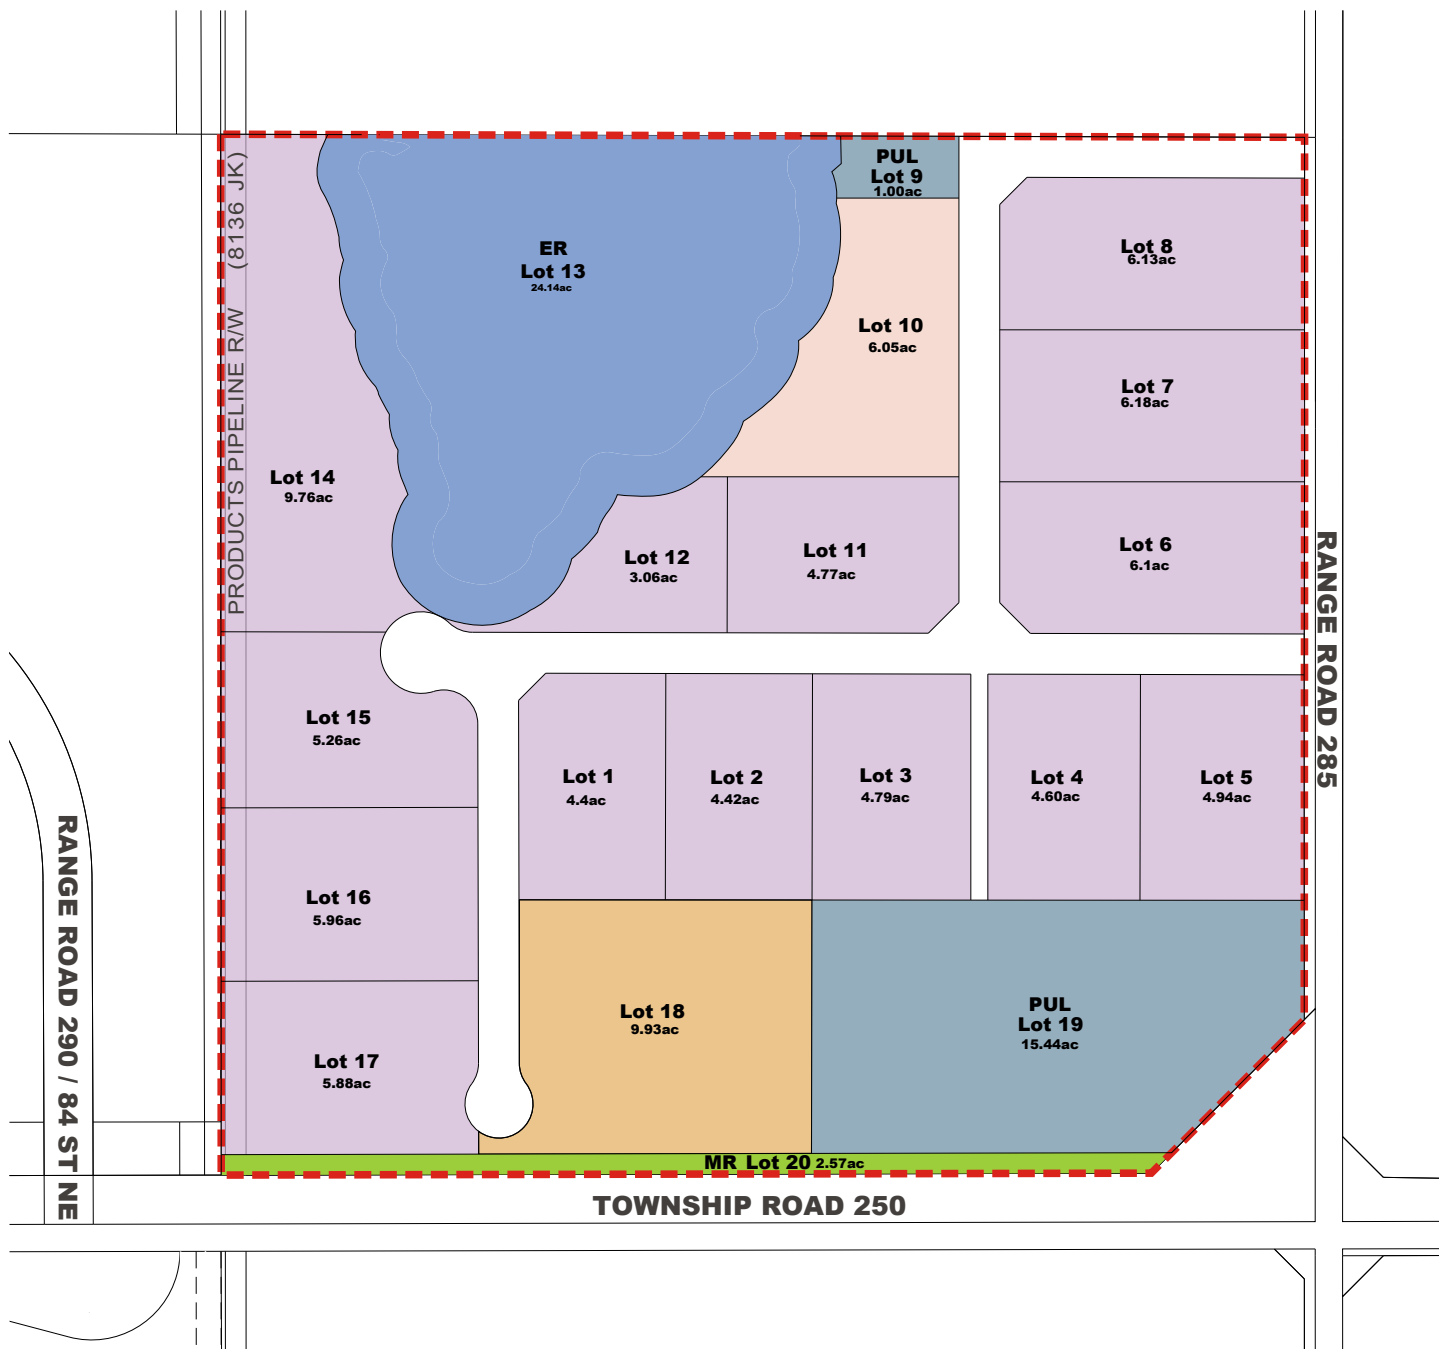 PUL
Lot 9
1.00ac
ER
Lot 13
24.14ac
Lot 8
6.13ac
Lot 10
6.05ac
Lot 7
6.18ac
PRODUCTS PIPELINE R/W (8136 JK)
Lot 14
9.76ac
Lot 12
3.06ac
Lot 11
4.77ac
Lot 6
6.1ac
RANGE ROAD 285
Lot 15
5.26ac
Lot 1
4.4ac
Lot 2
4.42ac
Lot 3
4.79ac
Lot 4
4.60ac
Lot 5
4.94ac
RANGE ROAD 290 / 84 ST NE
Lot 16
5.96ac
Lot 18
9.93ac
PUL
Lot 19
15.44ac
Lot 17
5.88ac
MR Lot 20 2.57ac
TOWNSHIP ROAD 250